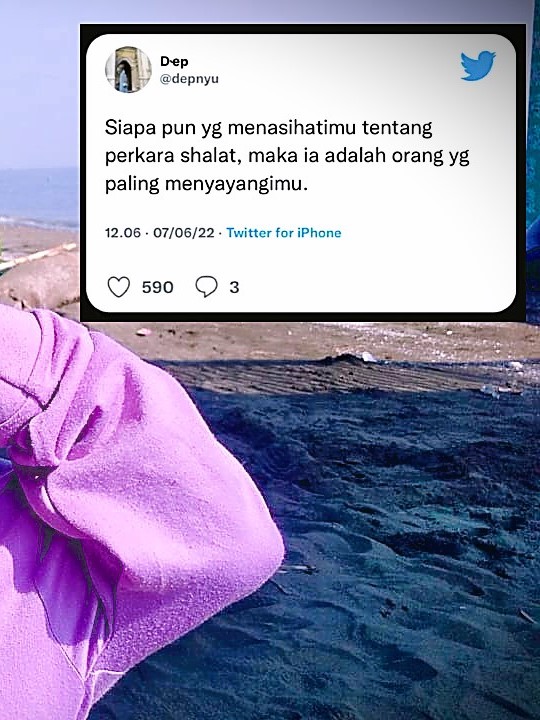 Dep
@depnyu
Siapa pun yg menasihatimu tentang
perkara shalat, maka ia adalah orang yg
paling menyayangimu.
12.06 · 07/06/22 · Twitter for iPhone
590 3